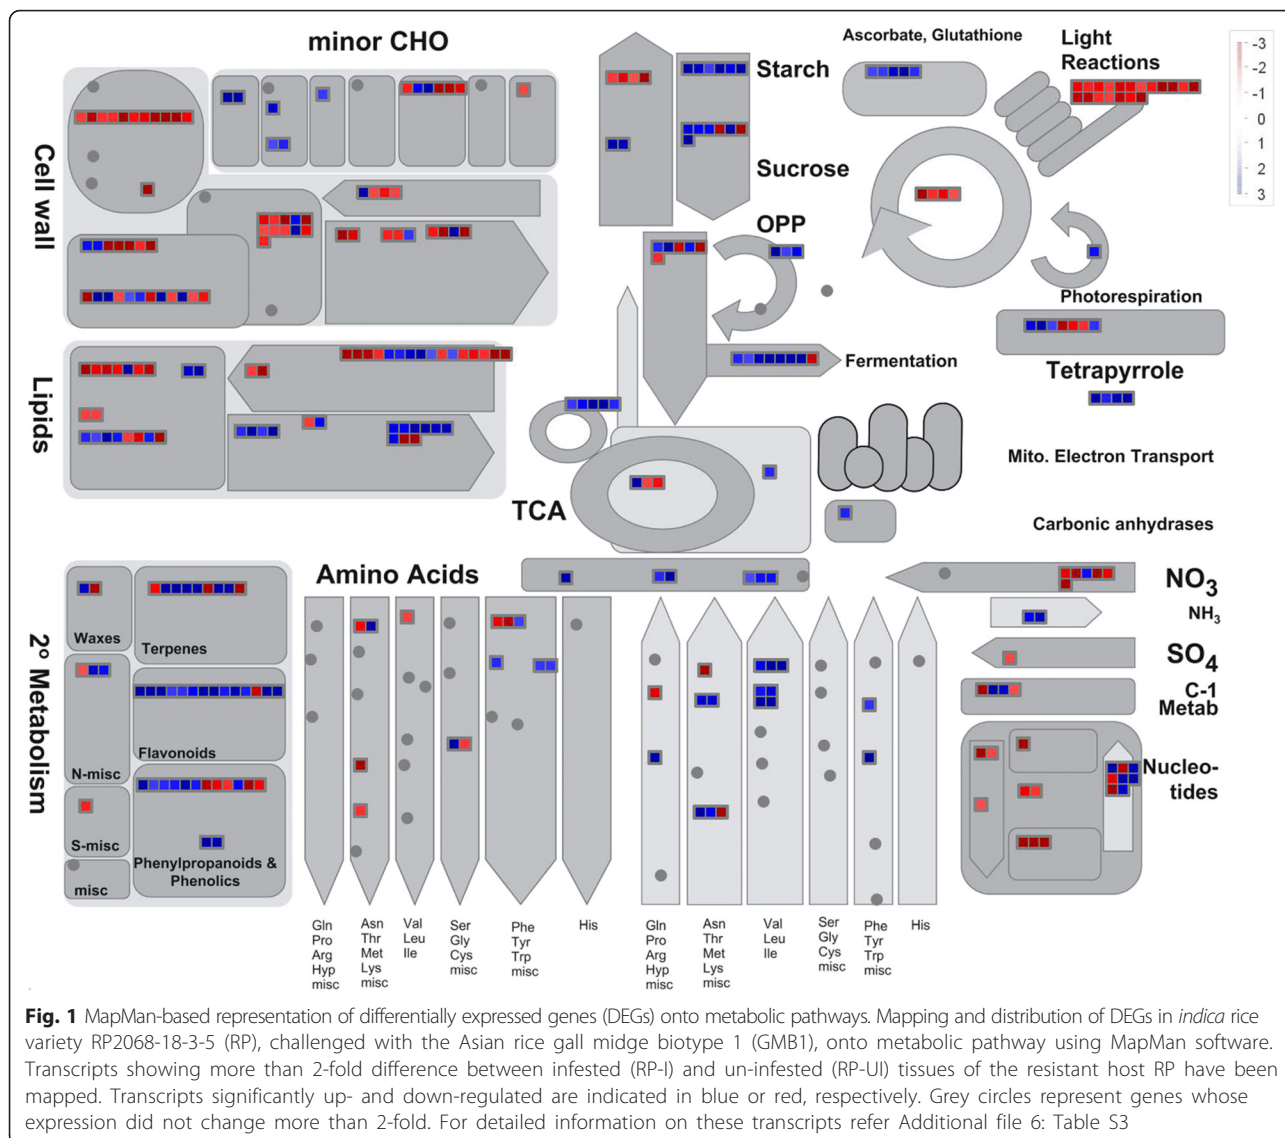 minor CHO
Ascorbate, Glutathione
Light
Reactions
-3
-2
-1
0
1
2
3
Starch
Sucrose
OPP
Cell wall
Photorespiration
Fermentation
Tetrapyrrole
Lipids
Mito. Electron Transport
TCA
Carbonic anhydrases
Amino Acids
NO3
NH3
SO4
C-1
Metab
Nucleo-
tides
2º Metabolism
Waxes
Terpenes
N-misc
Flavonoids
S-misc
misc
Phenylpropanoids &
Phenolics
Gln
Pro
Arg
Hyp
misc
Asn
Thr
Met
Lys
misc
Val
Leu
Ile
Ser
Gly
Cys
misc
Phe
Tyr
Trp
misc
His
Gln
Pro
Arg
Hyp
misc
Asn
Thr
Met
Lys
misc
Val
Leu
Ile
Ser
Gly
Cys
misc
Phe
Tyr
Trp
misc
His
Fig. 1 MapMan-based representation of differentially expressed genes (DEGs) onto metabolic pathways. Mapping and distribution of DEGs in indica rice
variety RP2068-18-3-5 (RP), challenged with the Asian rice gall midge biotype 1 (GMB1), onto metabolic pathway using MapMan software.
Transcripts showing more than 2-fold difference between infested (RP-I) and un-infested (RP-UI) tissues of the resistant host RP have been
mapped. Transcripts significantly up- and down-regulated are indicated in blue or red, respectively. Grey circles represent genes whose
expression did not change more than 2-fold. For detailed information on these transcripts refer Additional file 6: Table S3